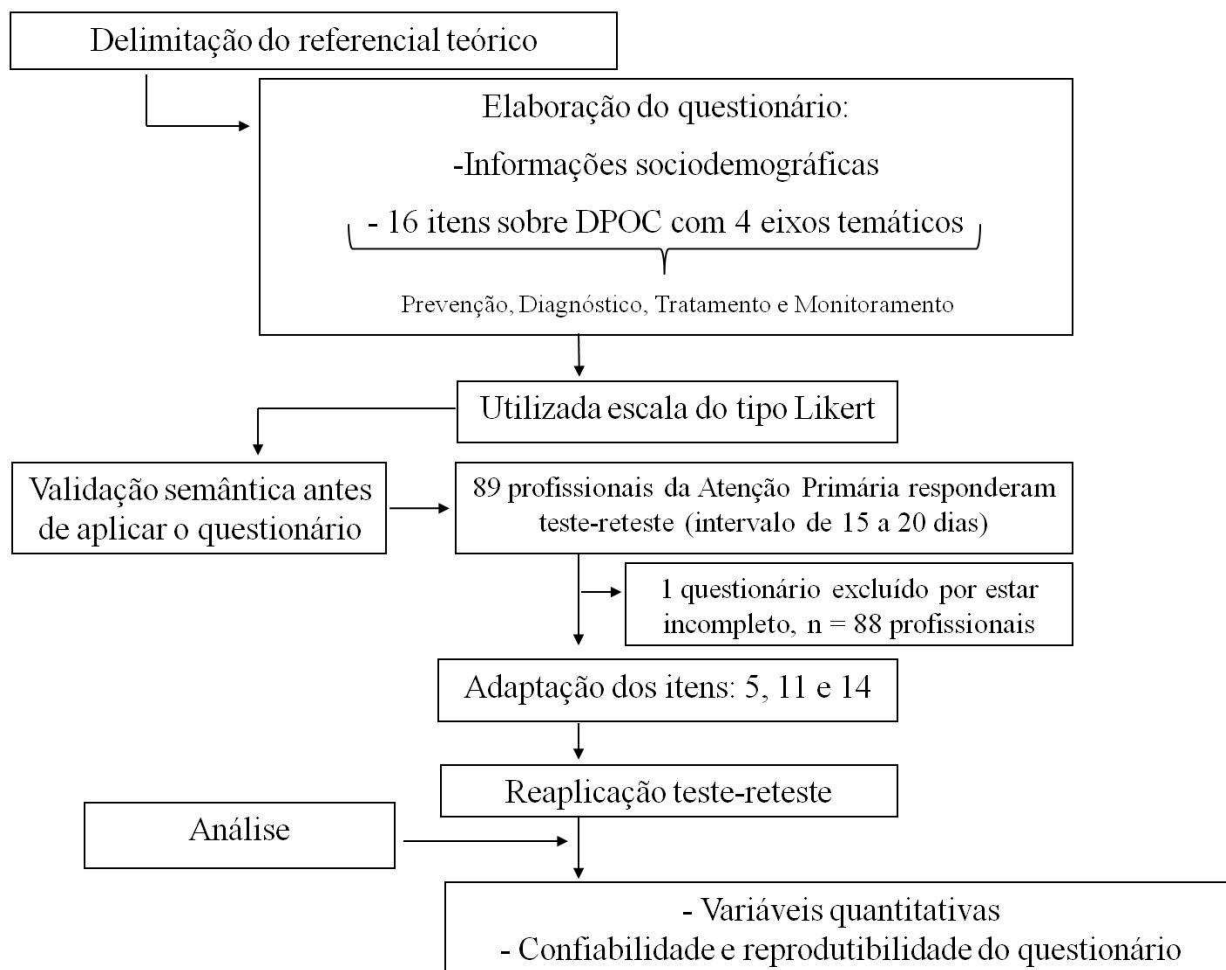 Delimitação do referencial teórico
Elaboração do questionário:
-Informações sociodemográficas
- 16 itens sobre DPOC com 4 eixos temáticos
Prevenção, Diagnóstico, Tratamento e Monitoramento
Utilizada escala do tipo Likert
Validação semântica antes
de aplicar o questionário
89 profissionais da Atenção Primária responderam
teste-reteste (intervalo de 15 a 20 dias)
1 questionário excluído por estar
incompleto, n = 88 profissionais
Adaptação dos itens: 5, 11 e 14
Reaplicação teste-reteste
Análise
- Variáveis quantitativas
- Confiabilidade e reprodutibilidade do questionário